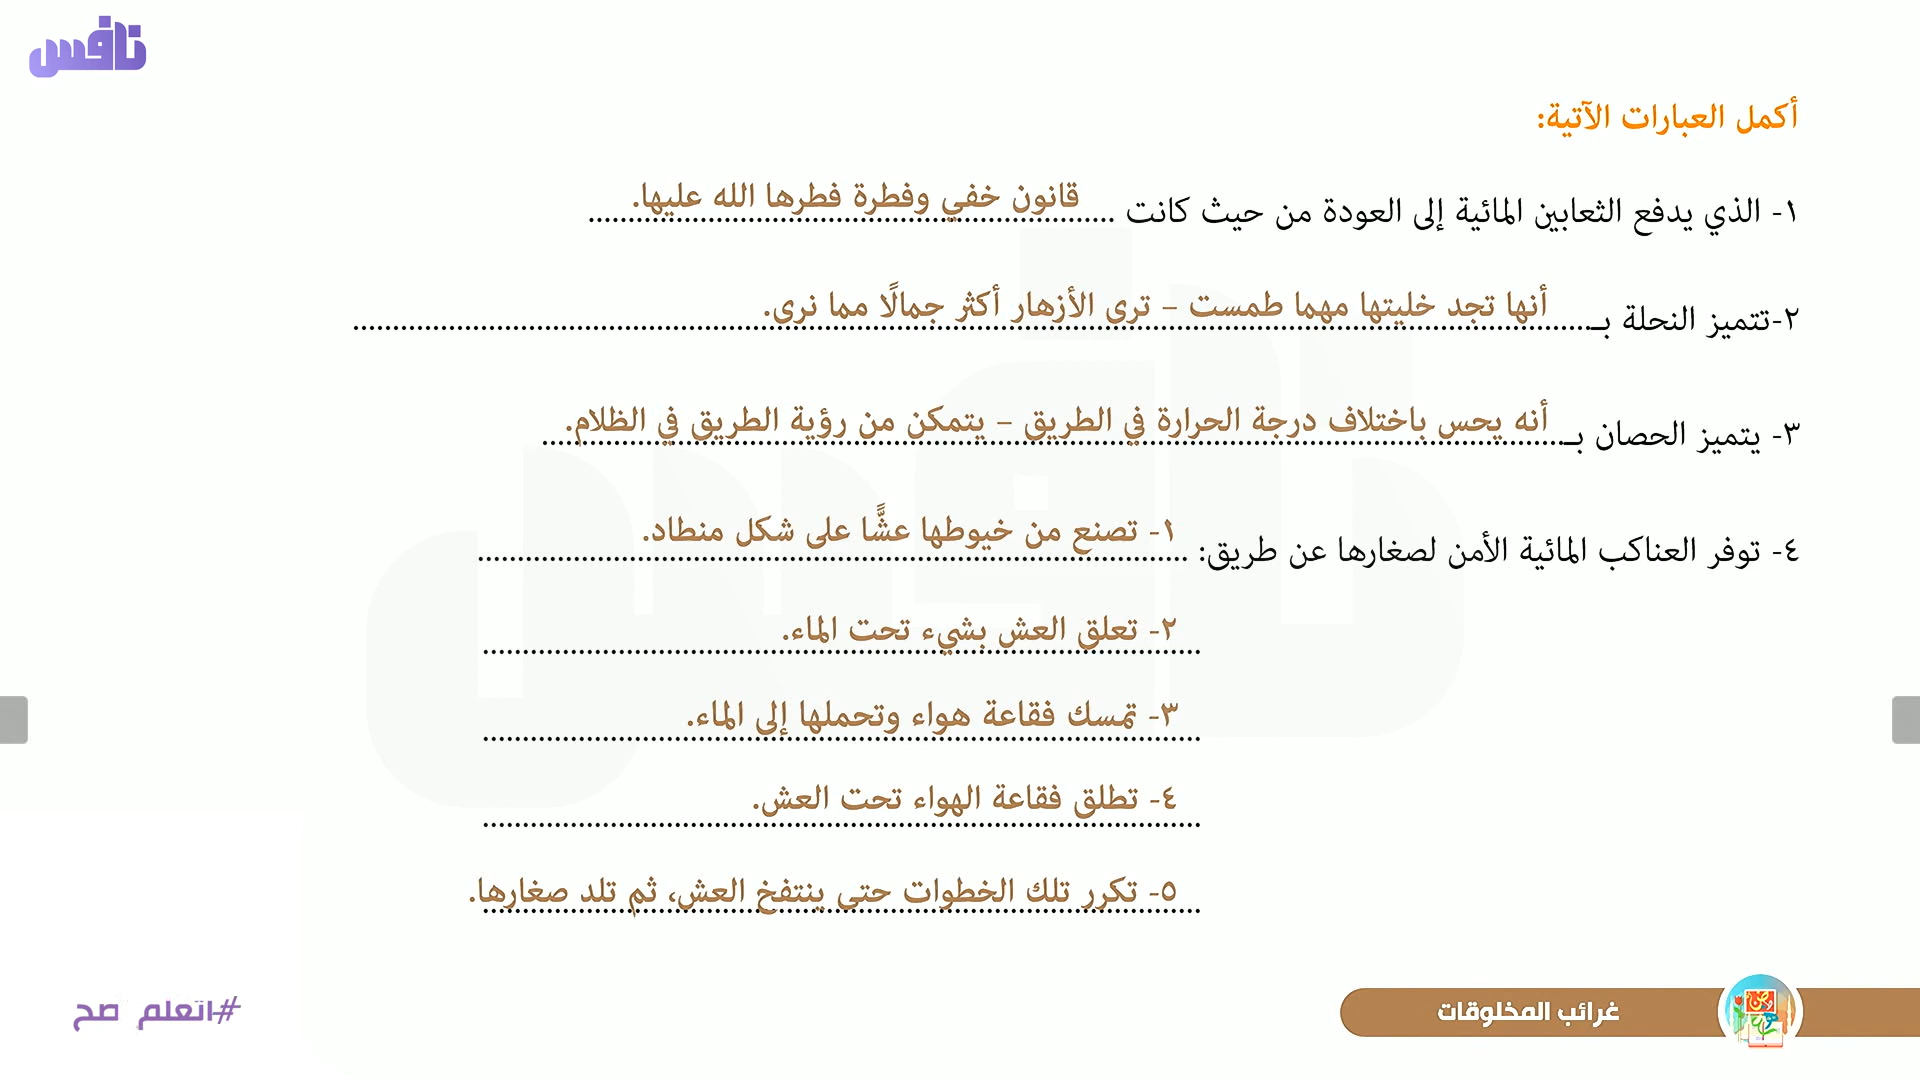 نافس
أكمل العبارات الآتية:
١- الذي يدفع الثعابين المائية إلى العودة من حيث كانت قانون خفي وفطرة فطرها الله عليها.
٢-تتميز النحلة بـ أنها تجد خليتها مهما طمست – ترى الأزهار أكثر جمالًا مما نرى.
٣- يتميز الحصان بـ أنه يحس باختلاف درجة الحرارة في الطريق – يتمكن من رؤية الطريق في الظلام.
٤- توفر العناكب المائية الأمن لصغارها عن طريق: ١- تصنع من خيوطها عشًّا على شكل منطاد.
٢- تعلق العش بشيء تحت الماء.
٣- تمسك فقاعة هواء وتحملها إلى الماء.
٤- تطلق فقاعة الهواء تحت العش.
٥- تكرر تلك الخطوات حتى ينتفخ العش، ثم تلد صغارها.
غرائب المخلوقات
#اتعلم صح